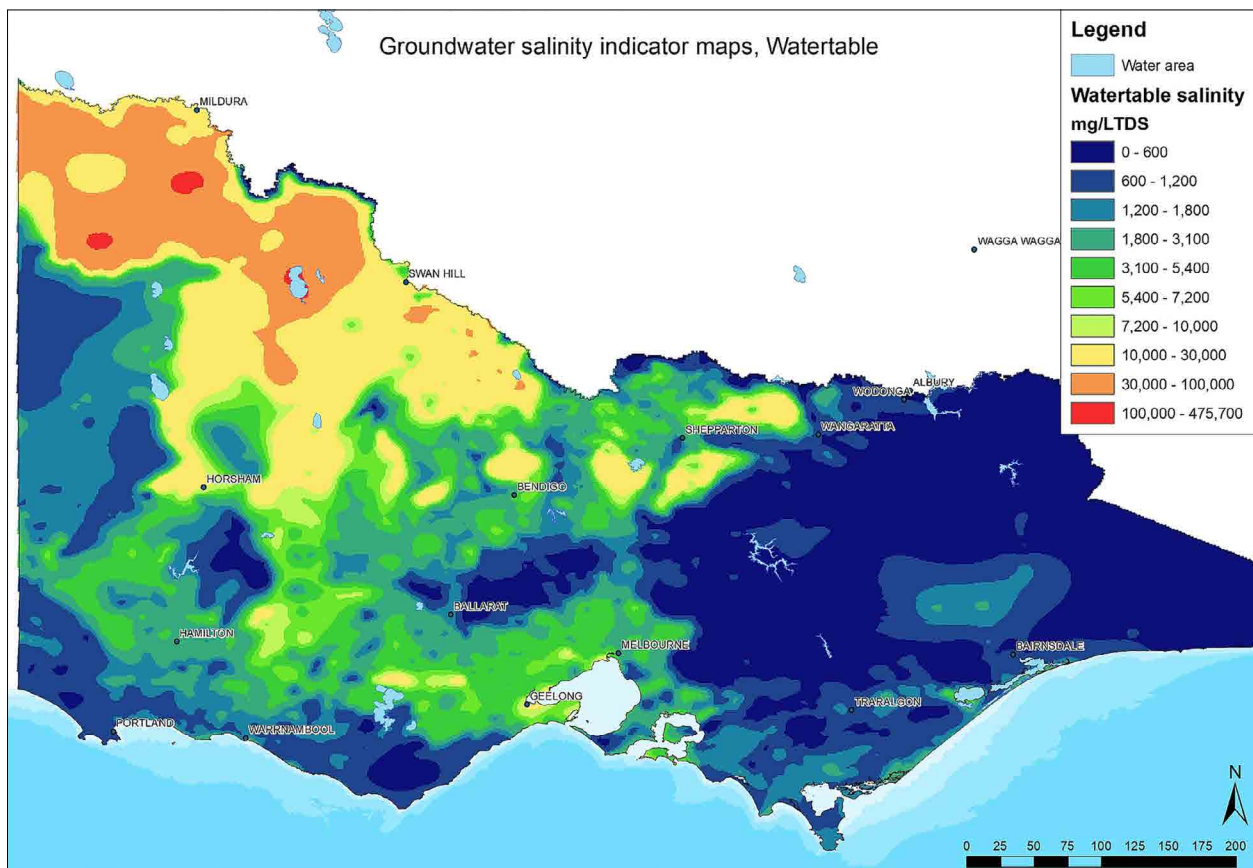 Groundwater salinity indicator maps, Watertable
Legend
Water area
Watertable salinity
mg/LTDS
0 - 600
600 - 1,200
1,200 - 1,800
1,800 - 3,100
3,100 - 5,400
5,400 - 7,200
7,200 - 10,000
10,000 - 30,000
30,000 - 100,000
100,000 - 475,700
MILDURA
WAGGA WAGGA
SWAN HILL
ALBURY
WODONGA
WANGARATTA
SHEPPARTON
HORSHAM
BENDIGO
BALLARAT
HAMILTON
MELBOURNE
BAIRNSDALE
GEELONG
TRARALGON
PORTLAND
WARRNAMBOOL
N
0 25 50 75 100 125 150 175 200